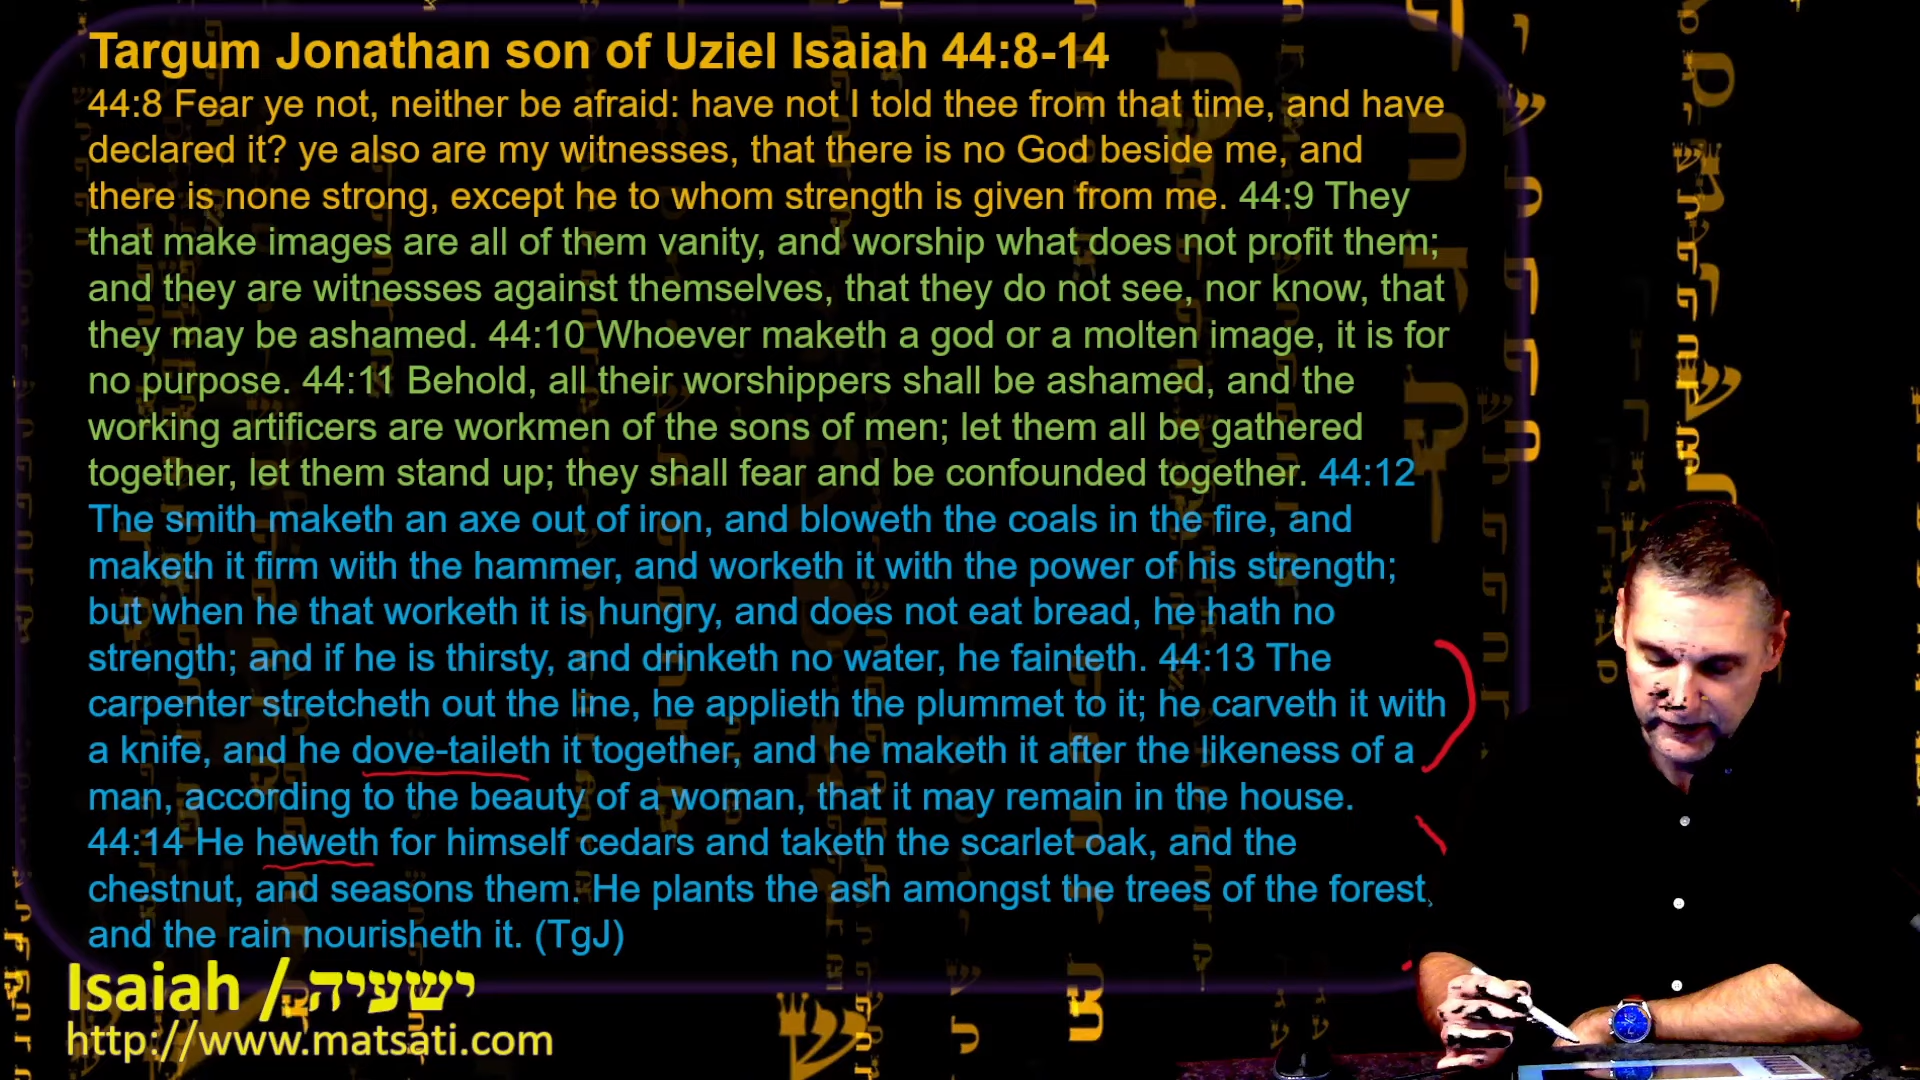 Targum Jonathan son of Uziel Isaiah 44:8-14
44:8 Fear ye not, neither be afraid: have not I told thee from that time, and have
declared it? ye also are my witnesses, that there is no God beside me, and
there is none strong, except he to whom strength is given from me. 44:9 They
that make images are all of them vanity, and worship what does not profit them;
and they are witnesses against themselves, that they do not see, nor know, that
they may be ashamed. 44:10 Whoever maketh a god or a molten image, it is for
no purpose. 44:11 Behold, all their worshippers shall be ashamed, and the
working artificers are workmen of the sons of men; let them all be gathered
together, let them stand up; they shall fear and be confounded together. 44:12
The smith maketh an axe out of iron, and bloweth the coals in the fire, and
maketh it firm with the hammer, and worketh it with the power of his strength;
but when he that worketh it is hungry, and does not eat bread, he hath no
strength; and if he is thirsty, and drinketh no water, he fainteth. 44:13 The
carpenter stretcheth out the line, he applieth the plummet to it; he carveth it with
a knife, and he dove-taileth it together, and he maketh it after the likeness of a
man, according to the beauty of a woman, that it may remain in the house.
44:14 He heweth for himself cedars and taketh the scarlet oak, and the
chestnut, and seasons them. He plants the ash amongst the trees of the forest,
and the rain nourisheth it. (TgJ)
Isaiah / ישעיה
http://www.matsati.com